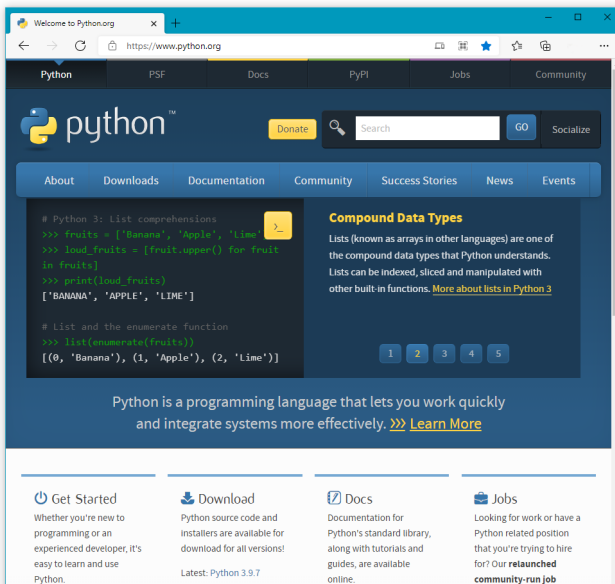 Welcome to Python.org
https://www.python.org
Python PSF Docs PyPI Jobs Community
python™
Donate Search GO Socialize
About Downloads Documentation Community Success Stories News Events
# Python 3: List comprehensions
>>> fruits = ['Banana', 'Apple', 'Lime'
>>> loud_fruits = [fruit.upper() for fruit
in fruits]
>>> print(loud_fruits)
['BANANA', 'APPLE', 'LIME']
# List and the enumerate function
>>> list(enumerate(fruits))
[(0, 'Banana'), (1, 'Apple'), (2, 'Lime')]
>_
Compound Data Types
Lists (known as arrays in other languages) are one of
the compound data types that Python understands.
Lists can be indexed, sliced and manipulated with
other built-in functions. More about lists in Python 3
1 2 3 4 5
Python is a programming language that lets you work quickly
and integrate systems more effectively. >>> Learn More
Get Started
Whether you're new to
programming or an
experienced developer, it's
easy to learn and use
Python.
Download
Python source code and
installers are available for
download for all versions!
Latest: Python 3.9.7
Docs
Documentation for
Python's standard library,
along with tutorials and
guides, are available
online.
Jobs
Looking for work or have a
Python related position
that you're trying to hire
for? Our relaunched
community-run job